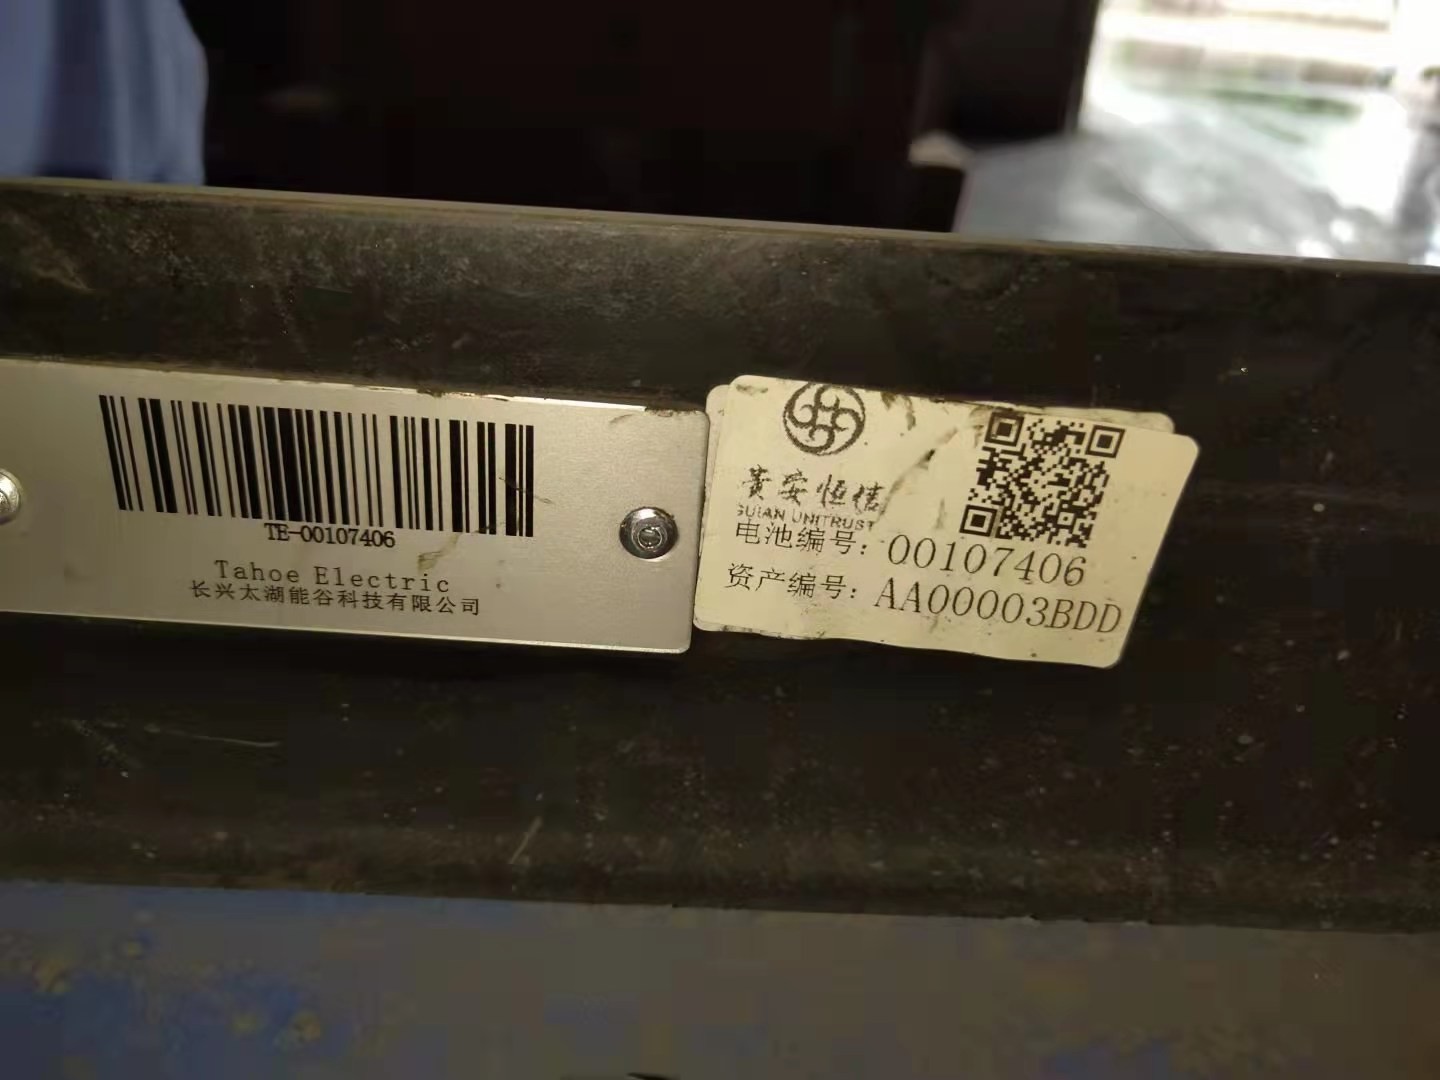 TE-00107406
Tahoe Electric
长兴太湖能谷科技有限公司
贵安恒信
GUIAN UNITRUST
电池编号: 00107406
资产编号: AA00003BDD